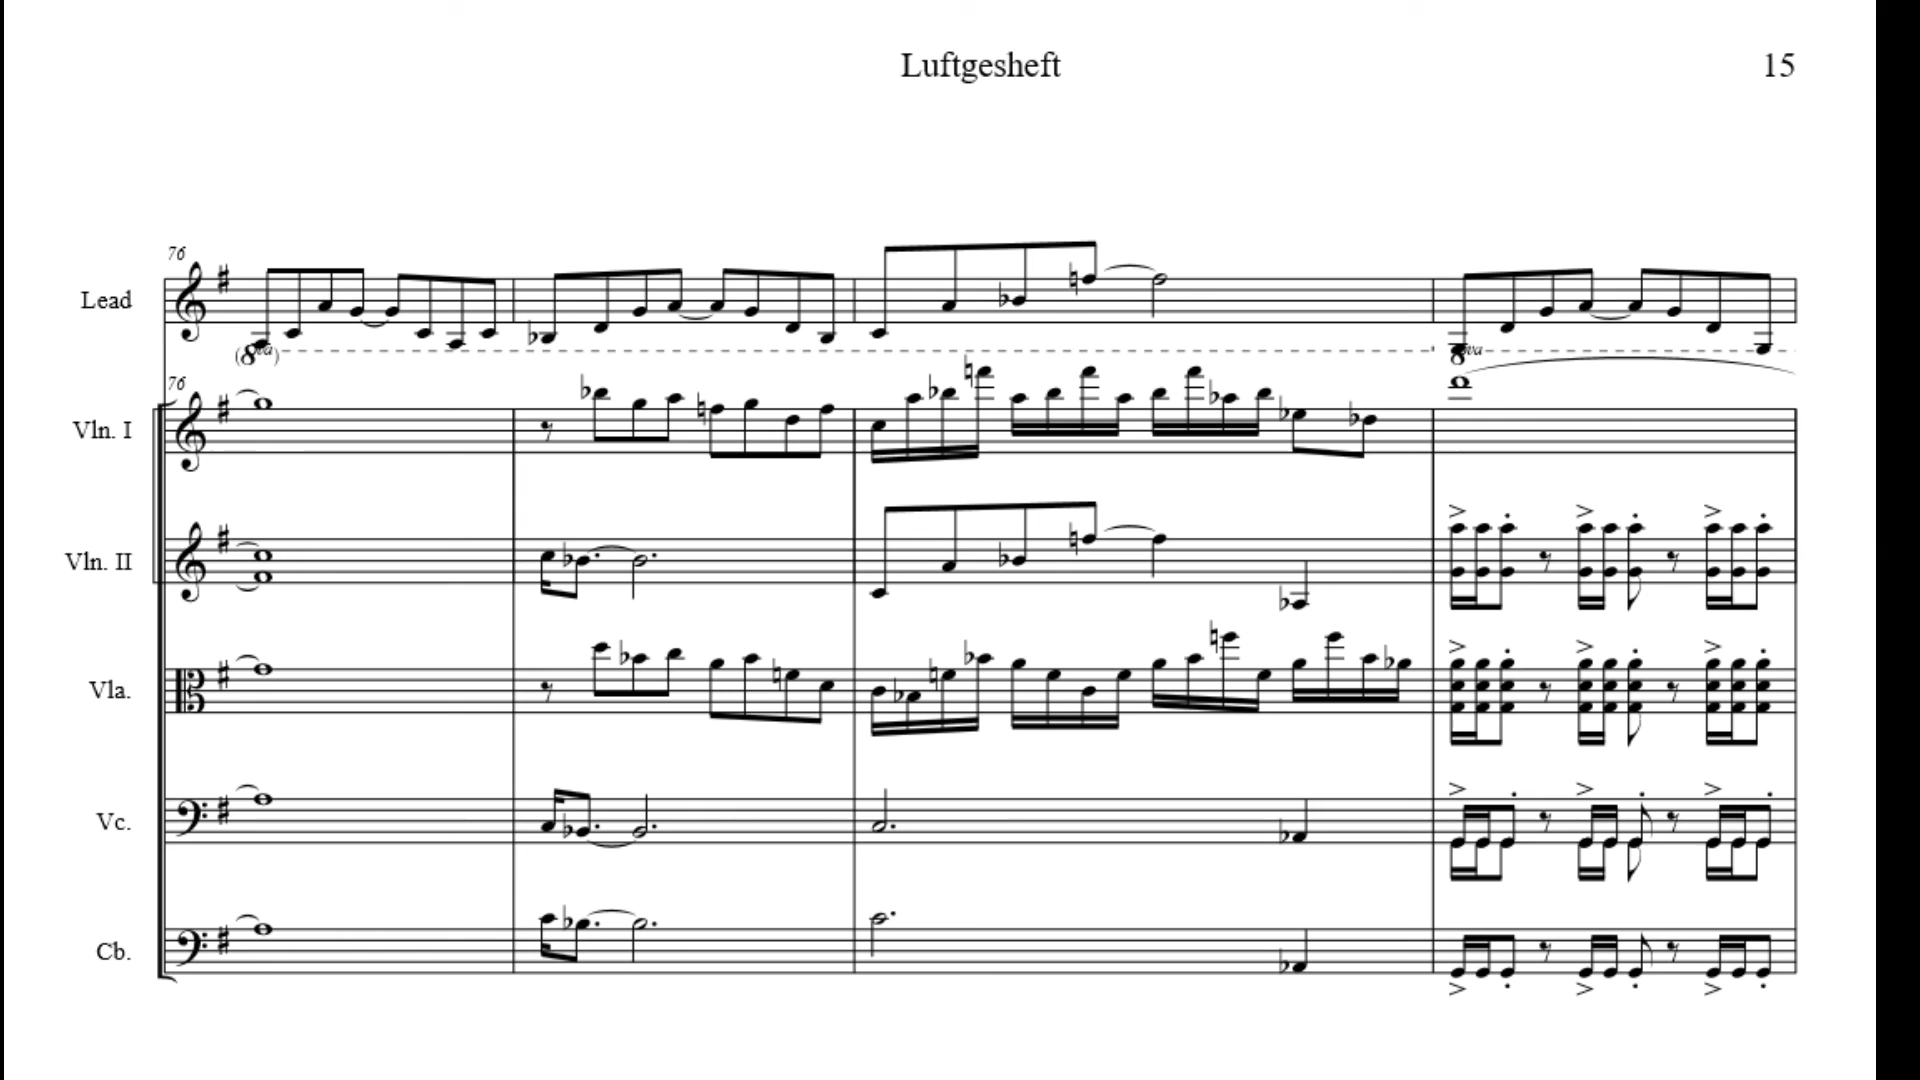 Luftgesheft 15
76
Lead
(8va) 8va
76
Vln. I
Vln. II
Vla.
Vc.
Cb.